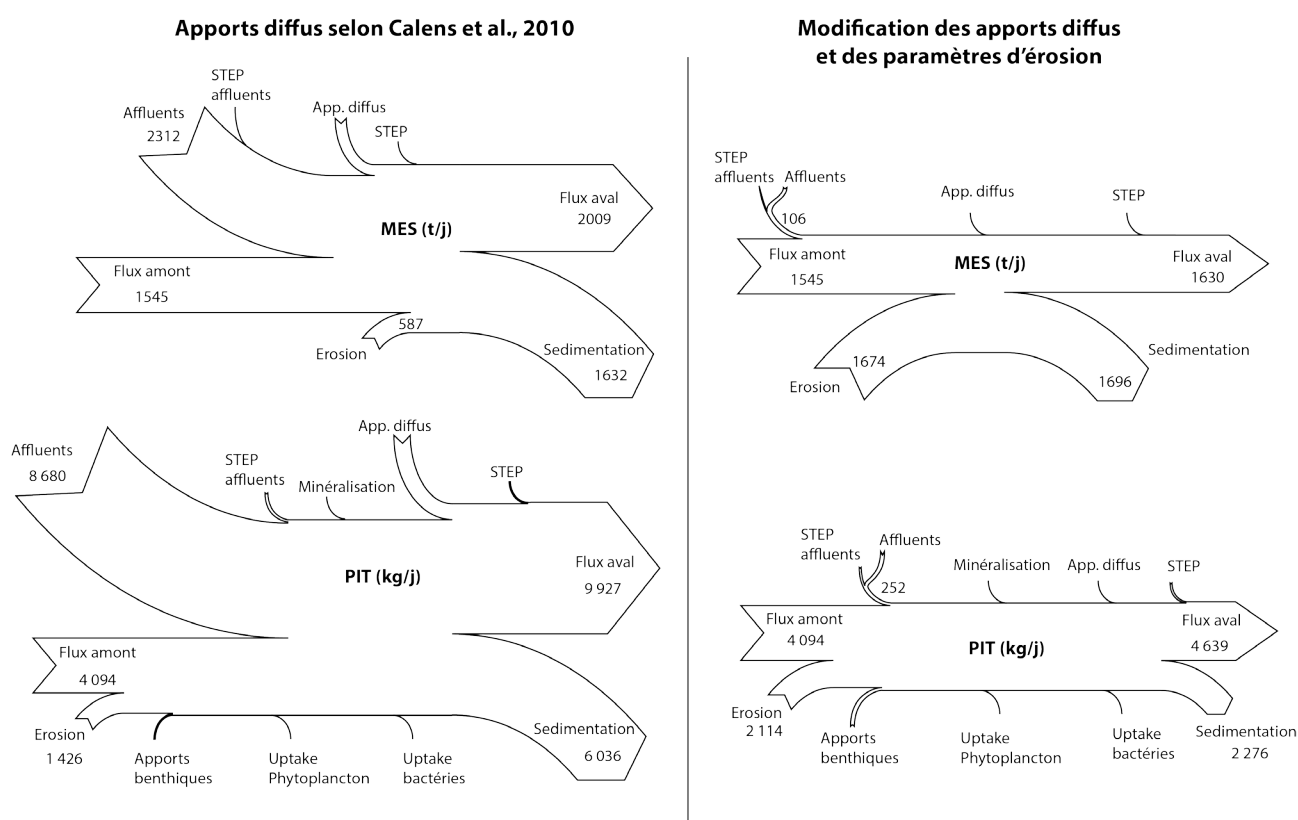 Apports diffus selon Calens et al., 2010
STEP
affluents
Affluents
2312
App. diffus
STEP
Flux aval
2009
MES (t/j)
Flux amont
1545
587
Erosion
Sedimentation
1632
Affluents
8 680
STEP
affluents
Minéralisation
App. diffus
STEP
Flux aval
9 927
PIT (kg/j)
Flux amont
4 094
Erosion
1 426
Apports
benthiques
Uptake
Phytoplancton
Uptake
bactéries
Sedimentation
6 036
Modification des apports diffus
et des paramètres d’érosion
STEP
affluents
Affluents
106
App. diffus
STEP
Flux amont
1545
MES (t/j)
Flux aval
1630
1674
Erosion
Sedimentation
1696
STEP
affluents
Affluents
252
Minéralisation
App. diffus
STEP
Flux amont
4 094
PIT (kg/j)
Flux aval
4 639
Erosion
2 114
Apports
benthiques
Uptake
Phytoplancton
Uptake
bactéries
Sedimentation
2 276